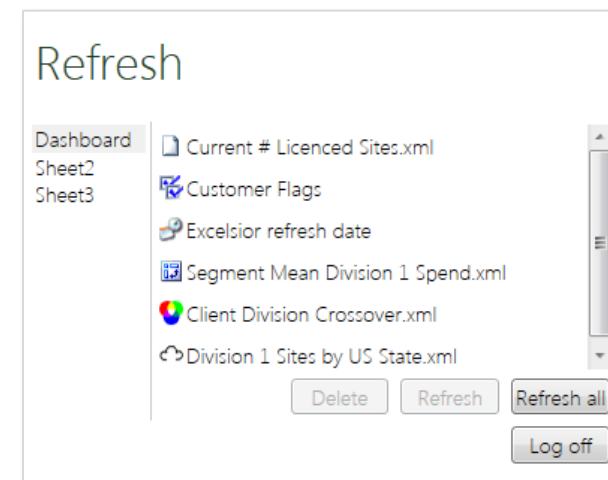 Refresh
Dashboard
Sheet2
Sheet3
Current # Licenced Sites.xml
Customer Flags
Excelsior refresh date
Segment Mean Division 1 Spend.xml
Client Division Crossover.xml
Division 1 Sites by US State.xml
Delete Refresh Refresh all
Log off